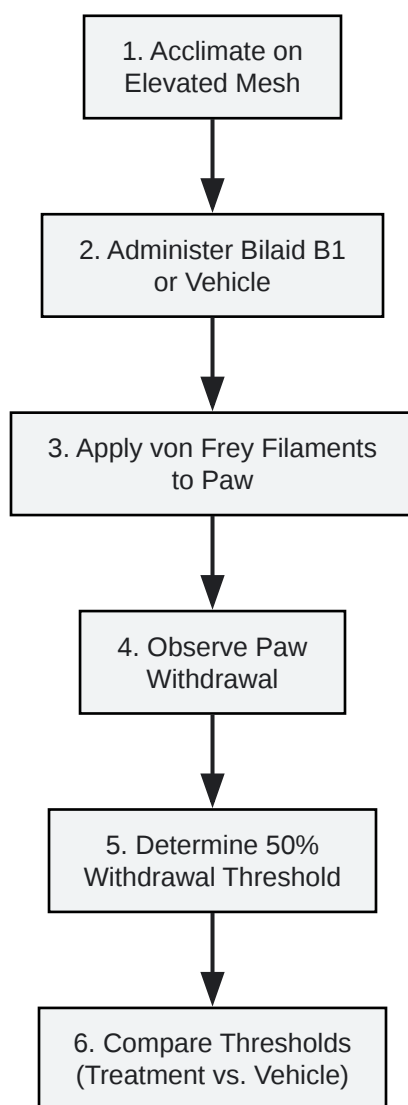 1. Acclimate on
Elevated Mesh
2. Administer Bilaid B1
or Vehicle
3. Apply von Frey Filaments
to Paw
4. Observe Paw
Withdrawal
5. Determine 50%
Withdrawal Threshold
6. Compare Thresholds
(Treatment vs. Vehicle)